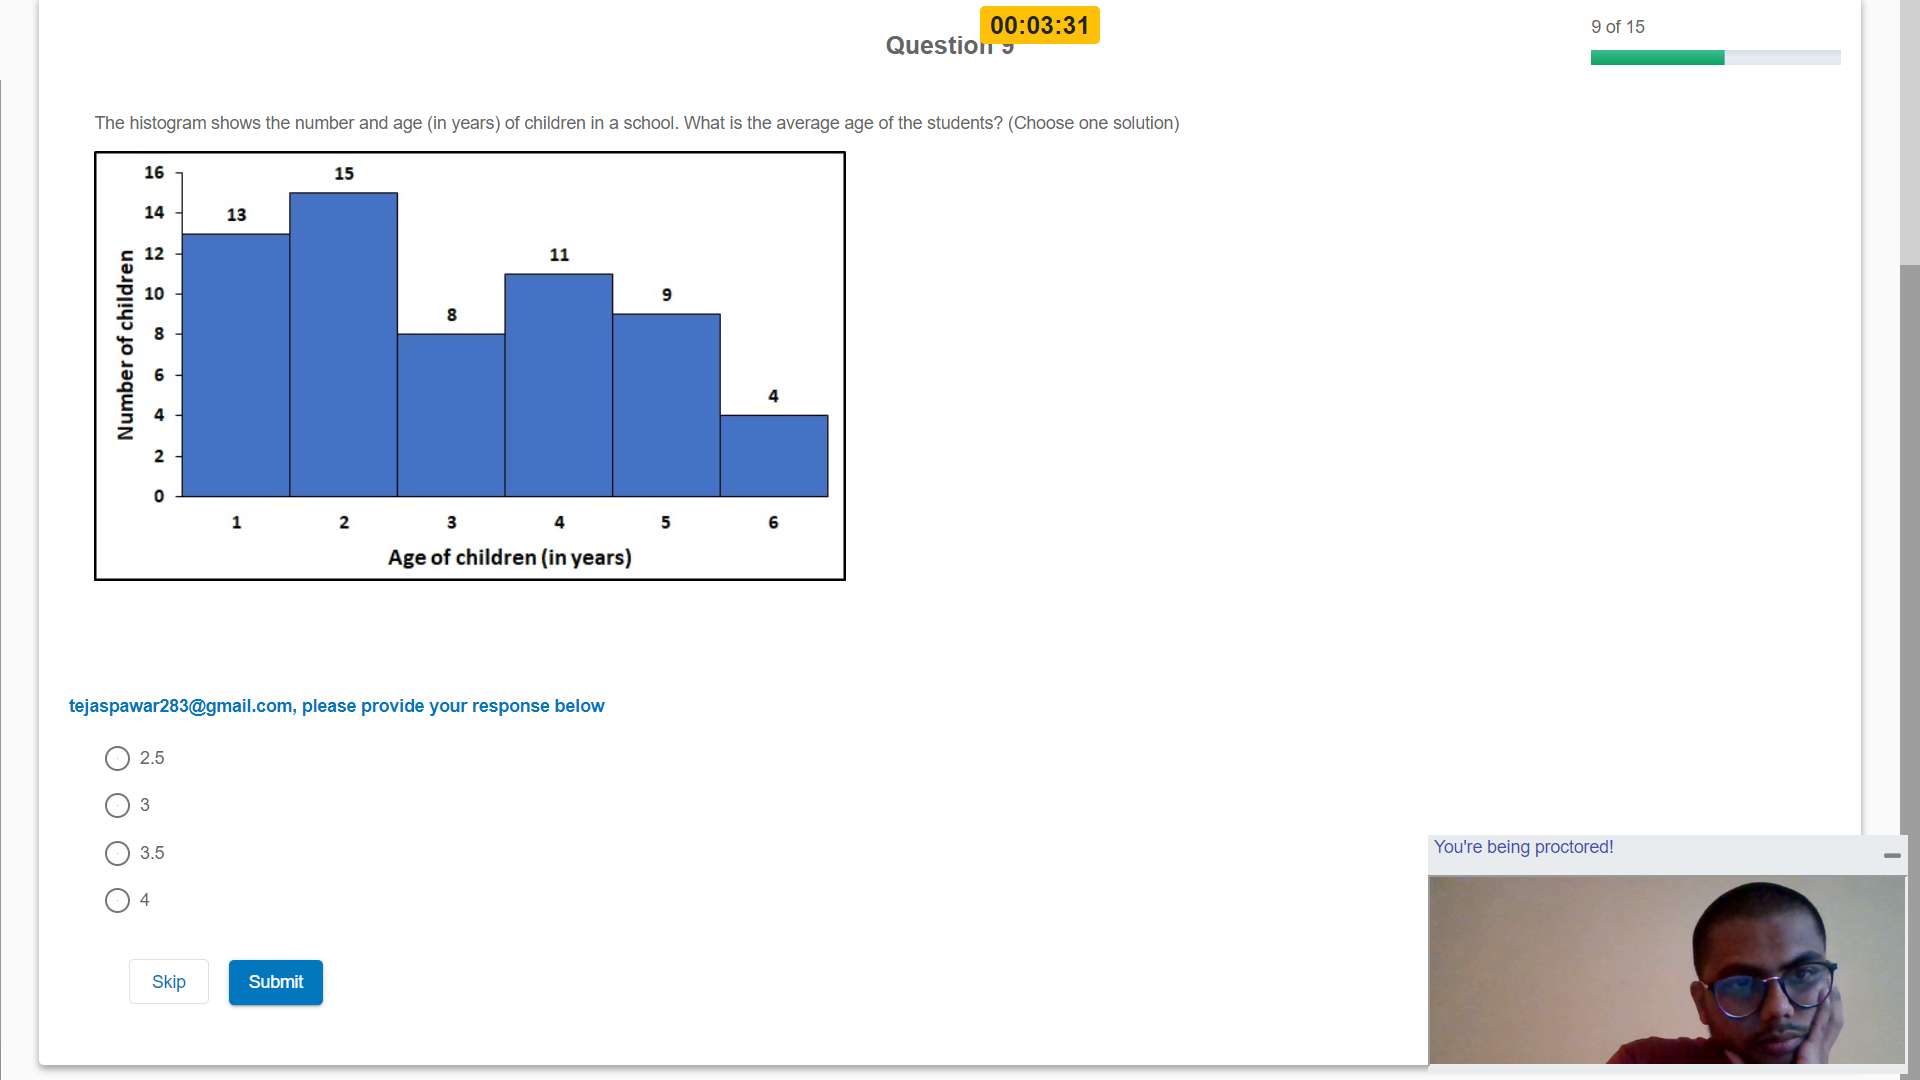 00:03:31
9 of 15
Question 9
The histogram shows the number and age (in years) of children in a school. What is the average age of the students? (Choose one solution)
16
14
12
10
8
6
4
2
0
Number of children
13
15
8
11
9
4
1 2 3 4 5 6
Age of children (in years)
tejaspawar283@gmail.com, please provide your response below
2.5
3
3.5
4
Skip
Submit
You're being proctored!